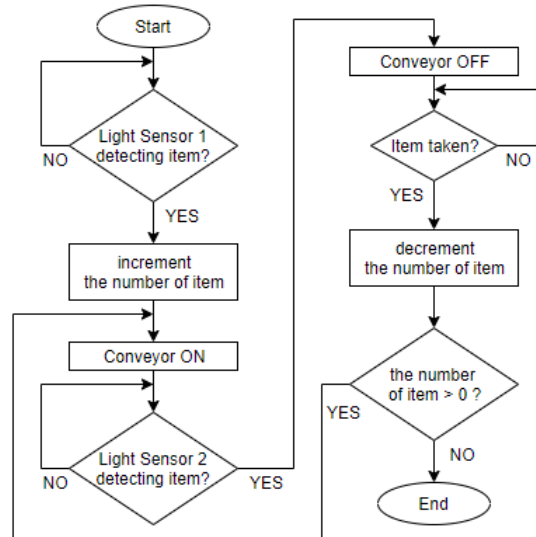 Start
Light Sensor 1
detecting item?
NO
YES
increment
the number of item
Conveyor ON
Light Sensor 2
detecting item?
NO
YES
Conveyor OFF
Item taken?
NO
YES
decrement
the number of item
the number
of item > 0 ?
YES
NO
End